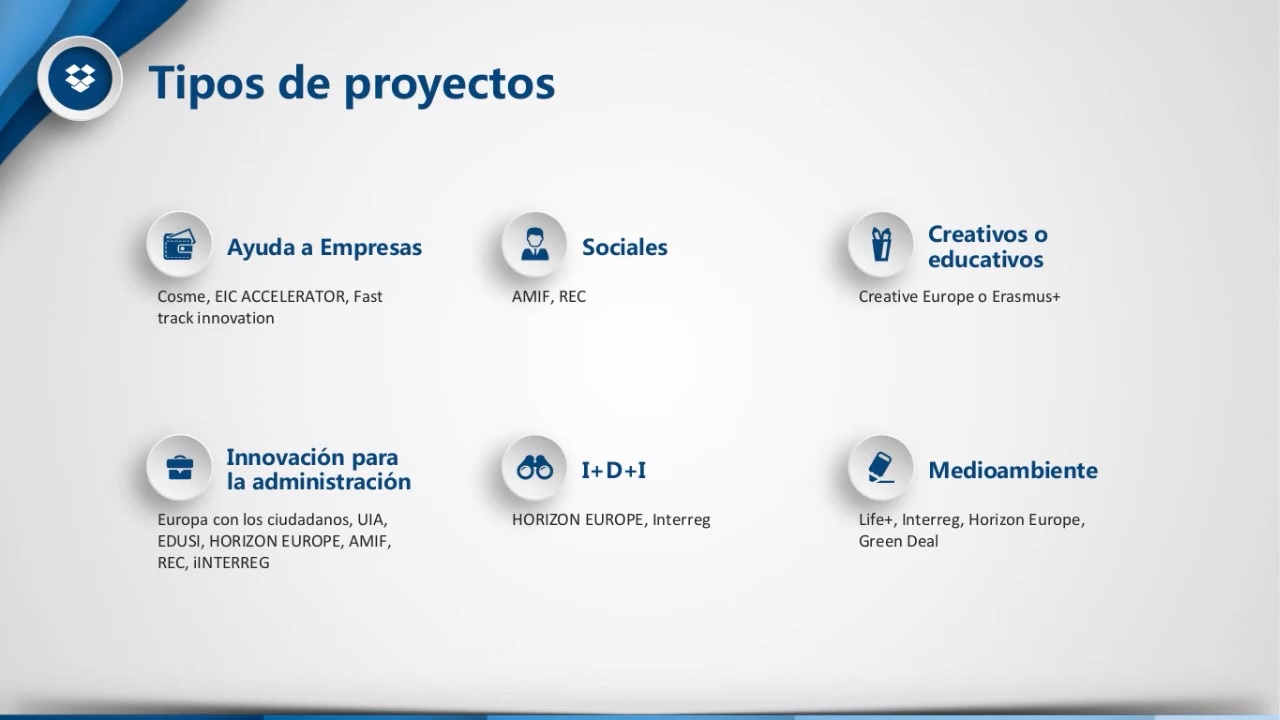 Tipos de proyectos
Ayuda a Empresas
Cosme, EIC ACCELERATOR, Fast
track innovation
Sociales
AMIF, REC
Creativos o
educativos
Creative Europe o Erasmus+
Innovación para
la administración
Europa con los ciudadanos, UIA,
EDUSI, HORIZON EUROPE, AMIF,
REC, iINTERREG
I+D+I
HORIZON EUROPE, Interreg
Medioambiente
Life+, Interreg, Horizon Europe,
Green Deal